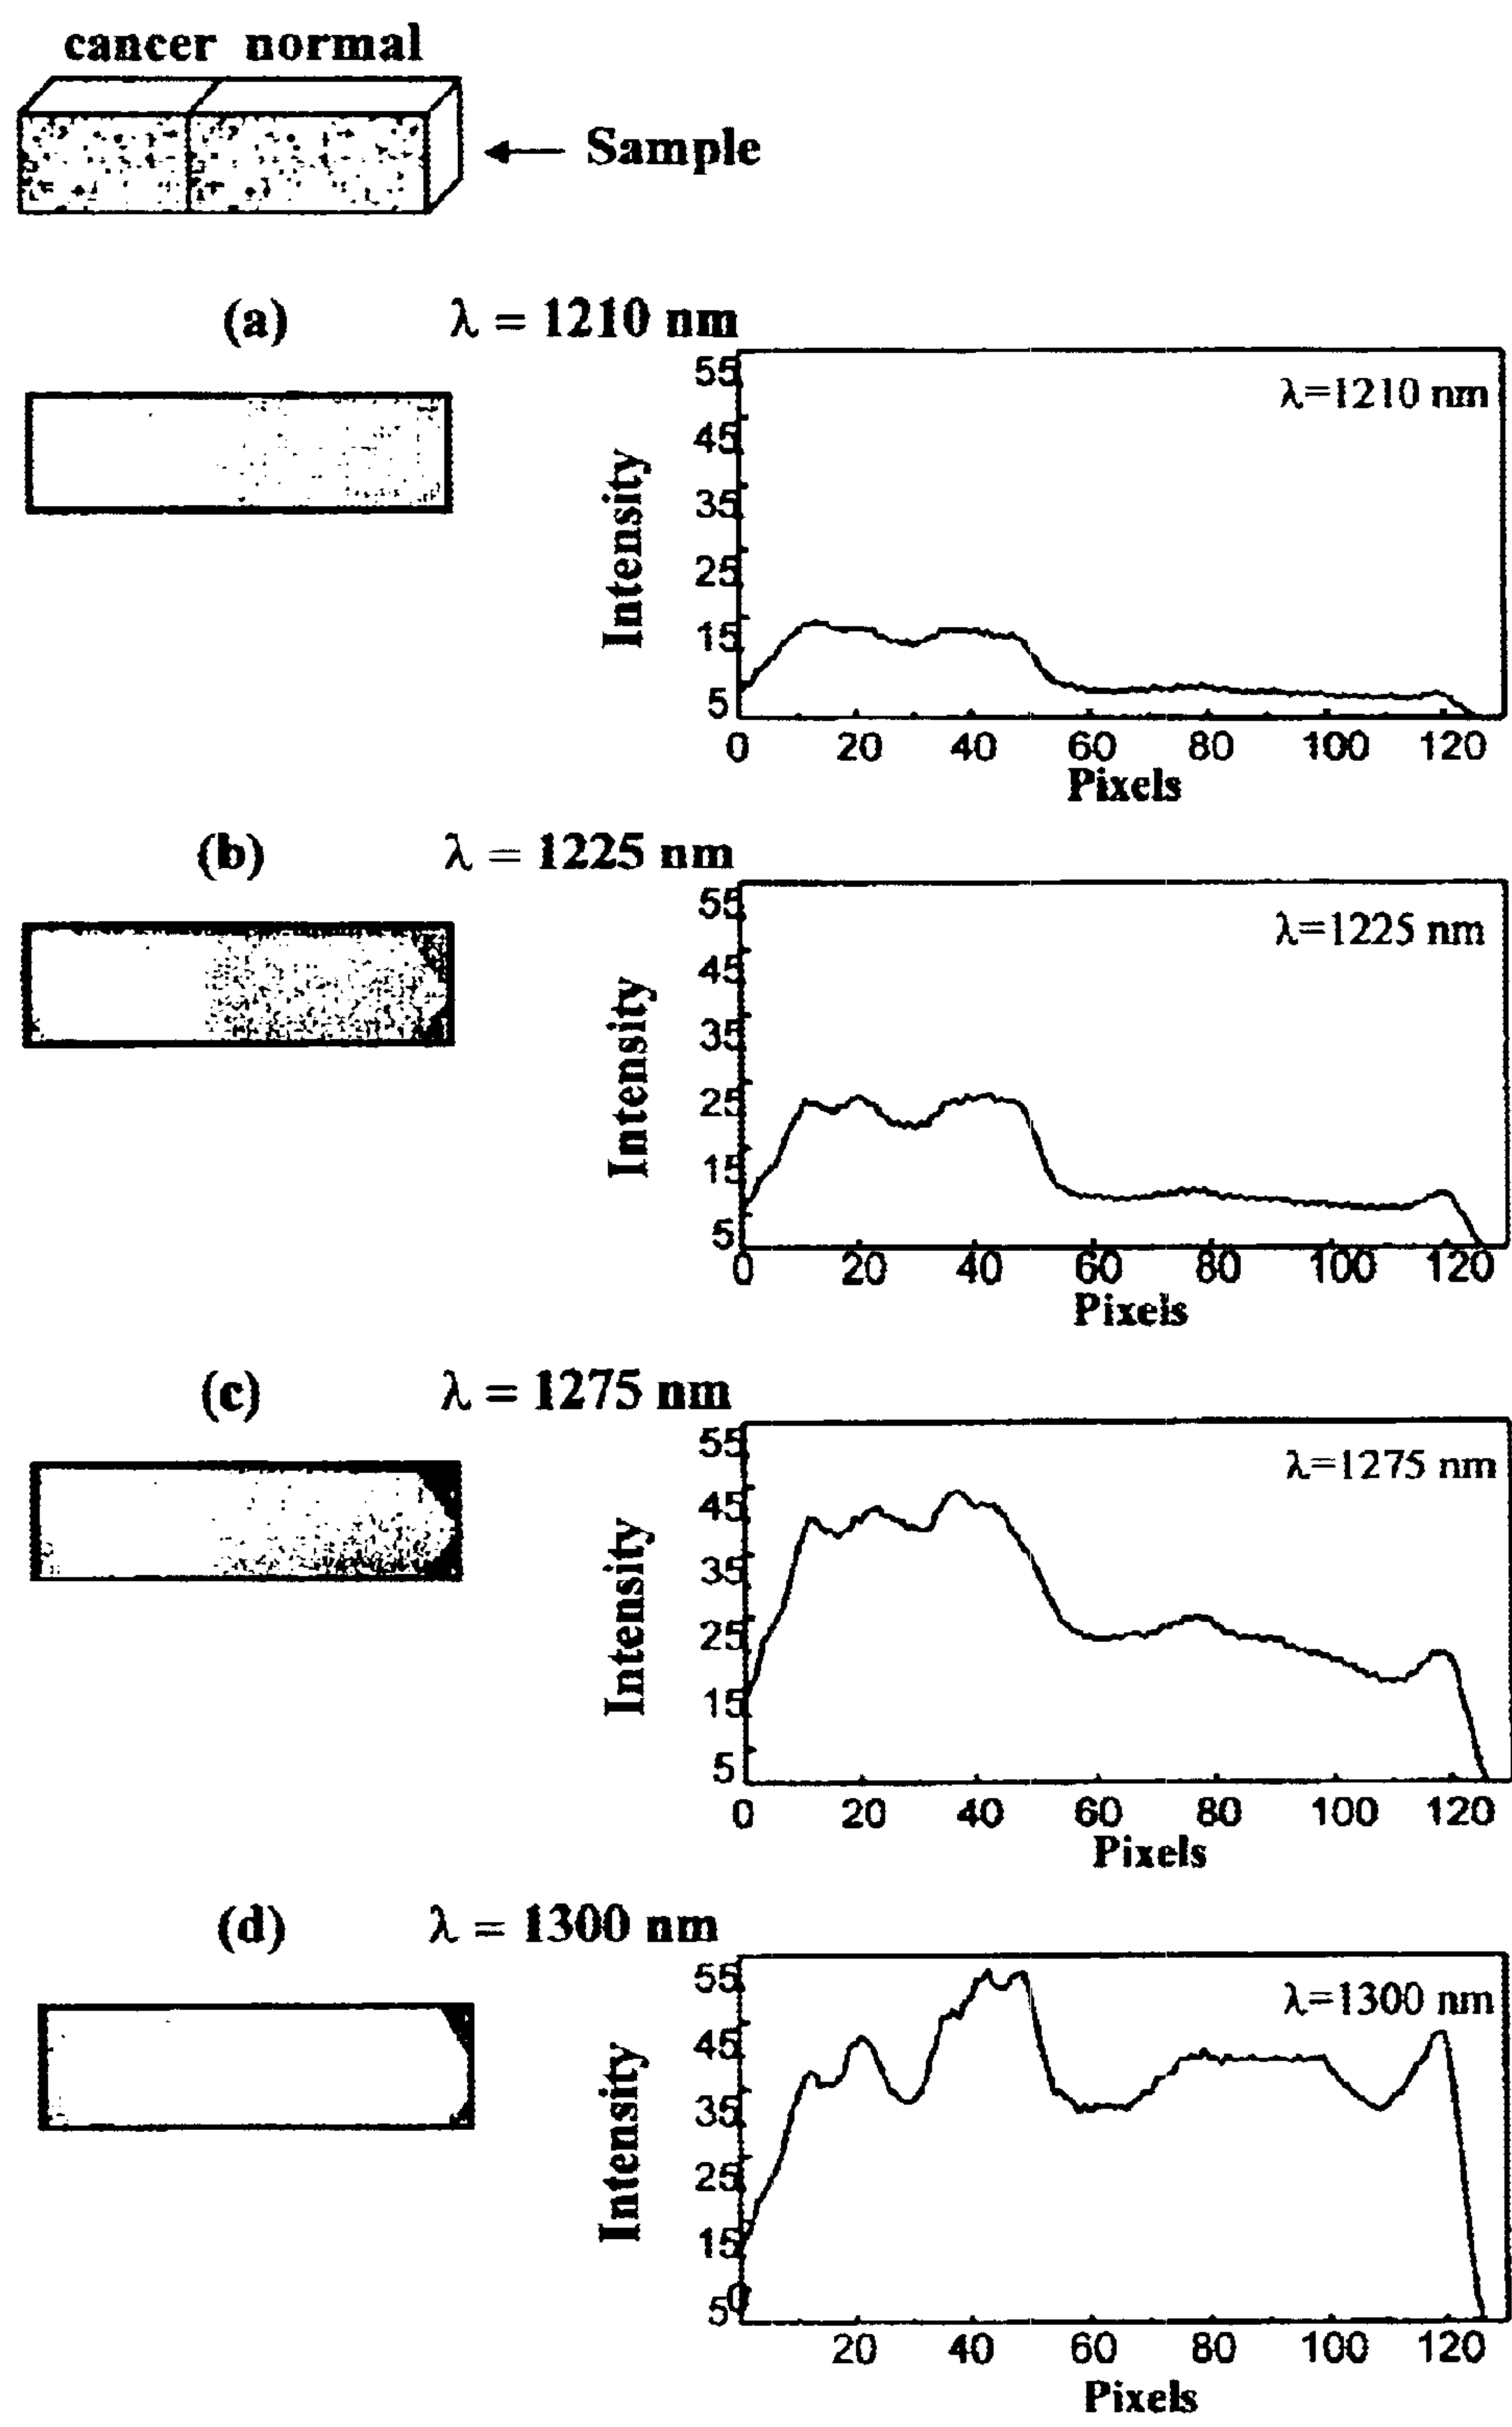 cancer normal
Sample
(a) λ = 1210 nm
λ=1210 nm
Intensity
55
45
35
25
15
5
0 20 40 60 80 100 120
Pixels
(b) λ = 1225 nm
λ=1225 nm
Intensity
55
45
35
25
15
5
0 20 40 60 80 100 120
Pixels
(c) λ = 1275 nm
λ=1275 nm
Intensity
55
45
35
25
15
5
0 20 40 60 80 100 120
Pixels
(d) λ = 1300 nm
λ=1300 nm
Intensity
55
45
35
25
15
5 0
20 40 60 80 100 120
Pixels